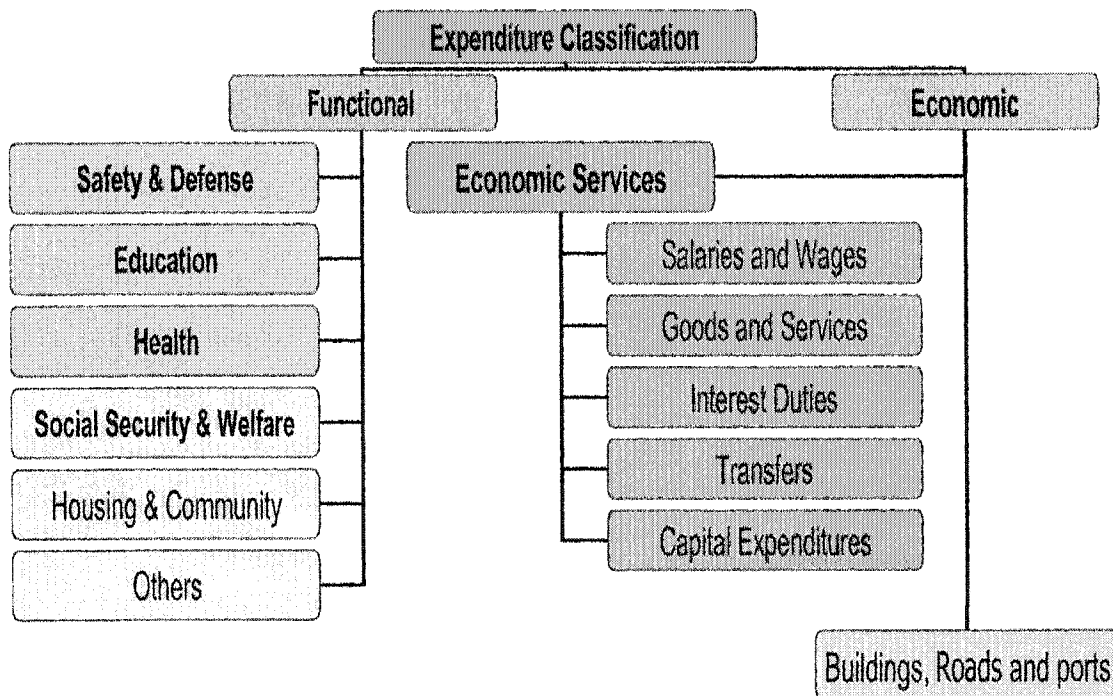 Expenditure Classification
Functional
Economic
Safety & Defense
Education
Health
Social Security & Welfare
Housing & Community
Others
Economic Services
Salaries and Wages
Goods and Services
Interest Duties
Transfers
Capital Expenditures
Buildings, Roads and ports